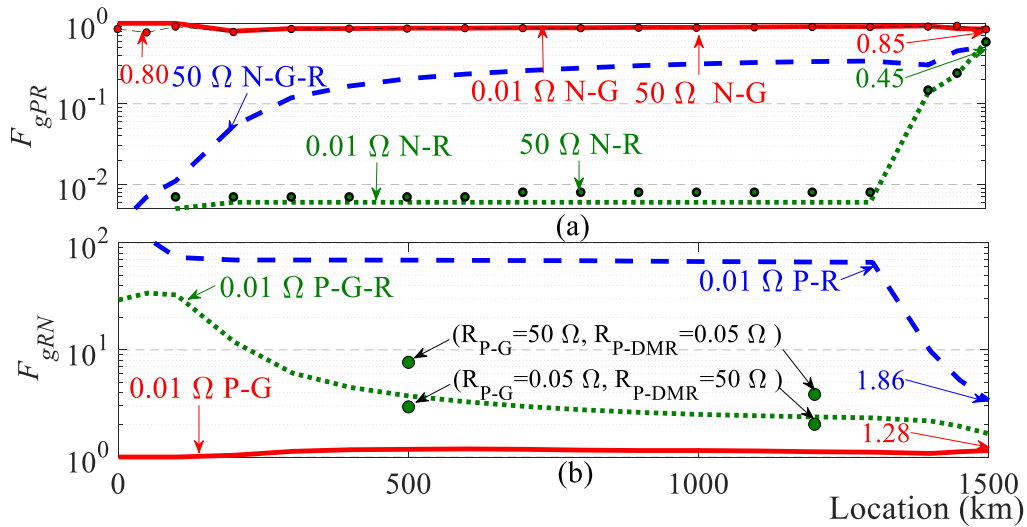 10^0
10^-1
10^-2
F_gPR
0.80
50 Ω N-G-R
0.01 Ω N-G
50 Ω N-G
0.85
0.45
0.01 Ω N-R
50 Ω N-R
(a)
10^2
10^1
10^0
F_gRN
0.01 Ω P-G-R
0.01 Ω P-R
(R_P-G=50 Ω, R_P-DMR=0.05 Ω )
(R_P-G=0.05 Ω, R_P-DMR=50 Ω )
0.01 Ω P-G
1.86
1.28
(b)
0
500
1000
1500
Location (km)